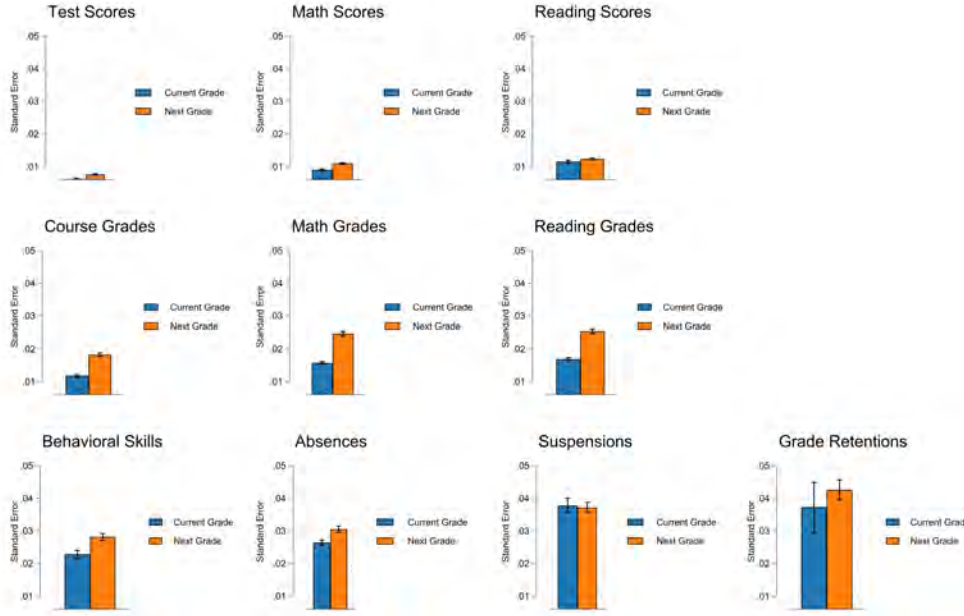 Test Scores
Math Scores
Reading Scores
.05
.04
.03
.02
.01
Standard Error
Current Grade
Next Grade
.05
.04
.03
.02
.01
Standard Error
Current Grade
Next Grade
.05
.04
.03
.02
.01
Standard Error
Current Grade
Next Grade
Course Grades
Math Grades
Reading Grades
.05
.04
.03
.02
.01
Standard Error
Current Grade
Next Grade
.05
.04
.03
.02
.01
Standard Error
Current Grade
Next Grade
.05
.04
.03
.02
.01
Standard Error
Current Grade
Next Grade
Behavioral Skills
Absences
Suspensions
Grade Retentions
.05
.04
.03
.02
.01
Standard Error
Current Grade
Next Grade
.05
.04
.03
.02
.01
Standard Error
Current Grade
Next Grade
.05
.04
.03
.02
.01
Standard Error
Current Grade
Next Grade
.05
.04
.03
.02
.01
Standard Error
Current Grade
Next Grade